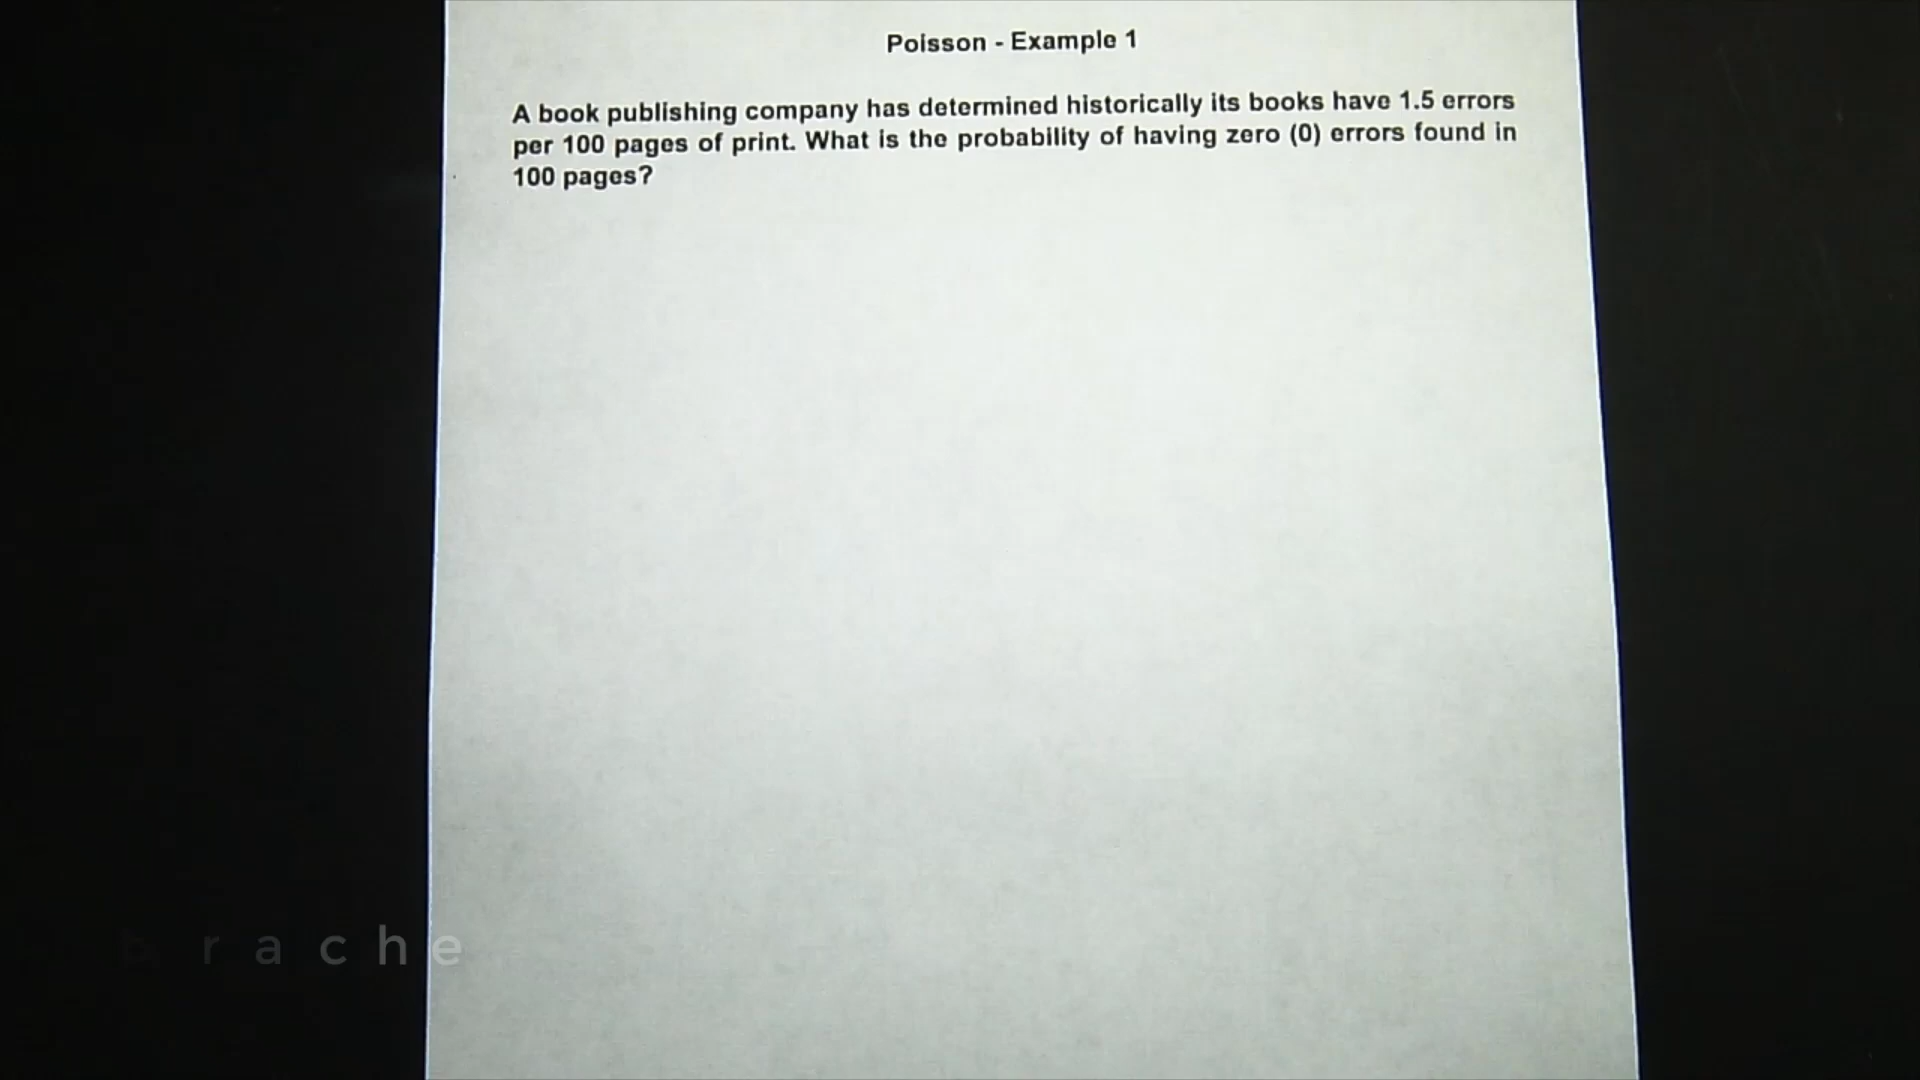 Poisson - Example 1
A book publishing company has determined historically its books have 1.5 errors
per 100 pages of print. What is the probability of having zero (0) errors found in
100 pages?
brache